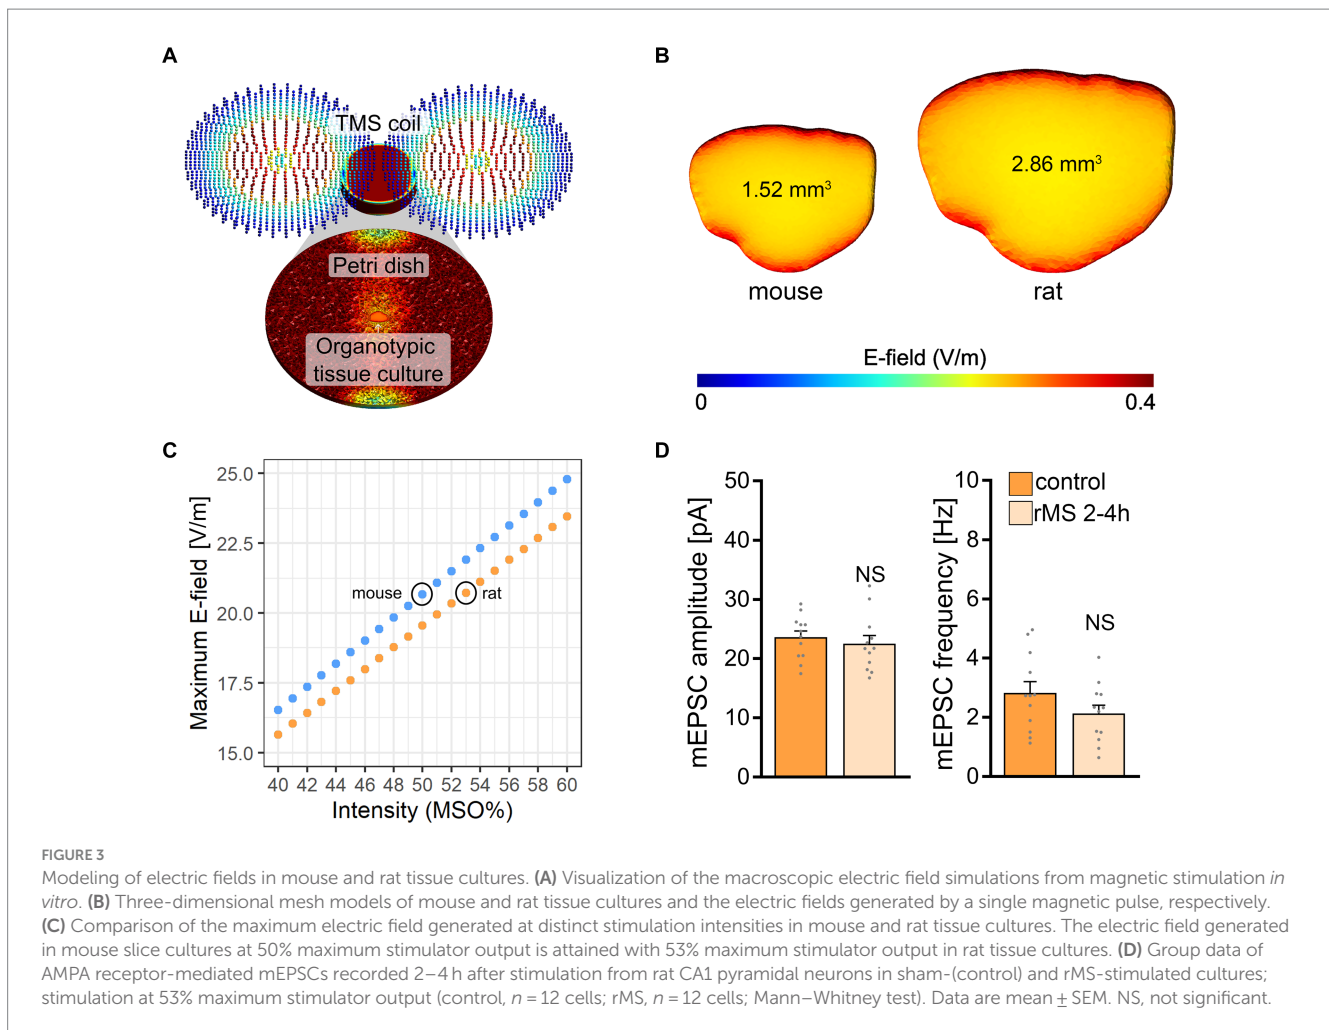 A
TMS coil
Petri dish
Organotypic
tissue culture
B
1.52 mm³
2.86 mm³
mouse
rat
E-field (V/m)
0
0.4
C
Maximum E-field [V/m]
25.0
22.5
20.0
17.5
15.0
mouse
rat
40 42 44 46 48 50 52 54 56 58 60
Intensity (MSO%)
D
mEPSC amplitude [pA]
50
40
30
20
10
0
NS
mEPSC frequency [Hz]
10
8
6
4
2
0
control
rMS 2-4h
NS
FIGURE 3
Modeling of electric fields in mouse and rat tissue cultures. (A) Visualization of the macroscopic electric field simulations from magnetic stimulation in
vitro. (B) Three-dimensional mesh models of mouse and rat tissue cultures and the electric fields generated by a single magnetic pulse, respectively.
(C) Comparison of the maximum electric field generated at distinct stimulation intensities in mouse and rat tissue cultures. The electric field generated
in mouse slice cultures at 50% maximum stimulator output is attained with 53% maximum stimulator output in rat tissue cultures. (D) Group data of
AMPA receptor-mediated mEPSCs recorded 2–4 h after stimulation from rat CA1 pyramidal neurons in sham-(control) and rMS-stimulated cultures;
stimulation at 53% maximum stimulator output (control, n = 12 cells; rMS, n = 12 cells; Mann–Whitney test). Data are mean ± SEM. NS, not significant.